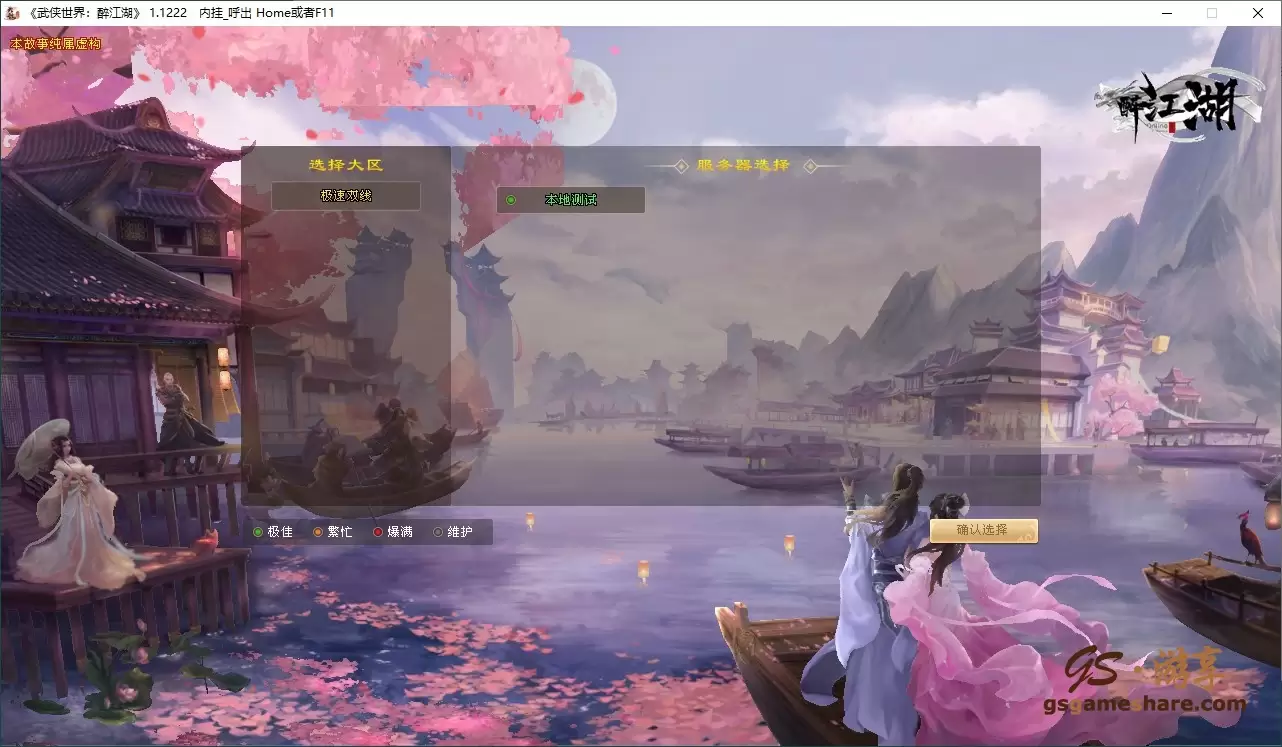 《武侠世界：醉江湖》 1.1222 内挂_呼出 Home或者F11
本故事纯属虚构
醉江湖
选择大区
服务器选择
极速双线
本地测试
极佳 繁忙 爆满 维护
确认选择
GS·游享
gsgameshare.com